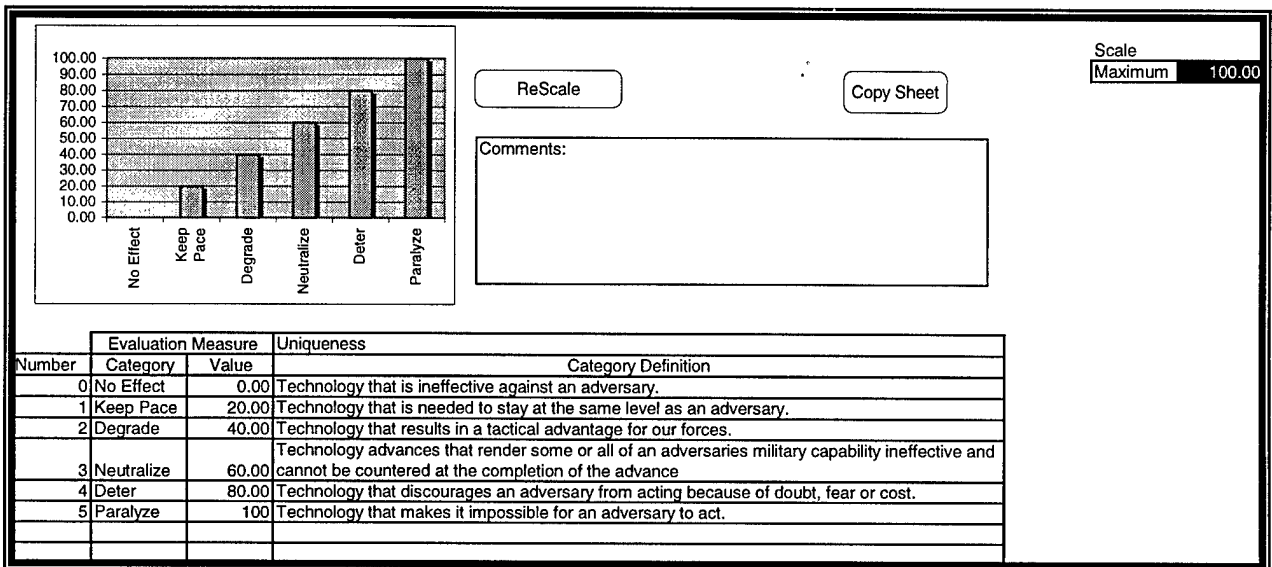 100.00
90.00
80.00
70.00
60.00
50.00
40.00
30.00
20.00
10.00
0.00
No Effect
Keep
Pace
Degrade
Neutralize
Deter
Paralyze
ReScale
Copy Sheet
Scale
Maximum 100.00
Comments:
Evaluation Measure Uniqueness
Number Category Value Category Definition
0 No Effect 0.00 Technology that is ineffective against an adversary.
1 Keep Pace 20.00 Technology that is needed to stay at the same level as an adversary.
2 Degrade 40.00 Technology that results in a tactical advantage for our forces.
Technology advances that render some or all of an adversaries military capability ineffective and
3 Neutralize 60.00 cannot be countered at the completion of the advance
4 Deter 80.00 Technology that discourages an adversary from acting because of doubt, fear or cost.
5 Paralyze 100 Technology that makes it impossible for an adversary to act.